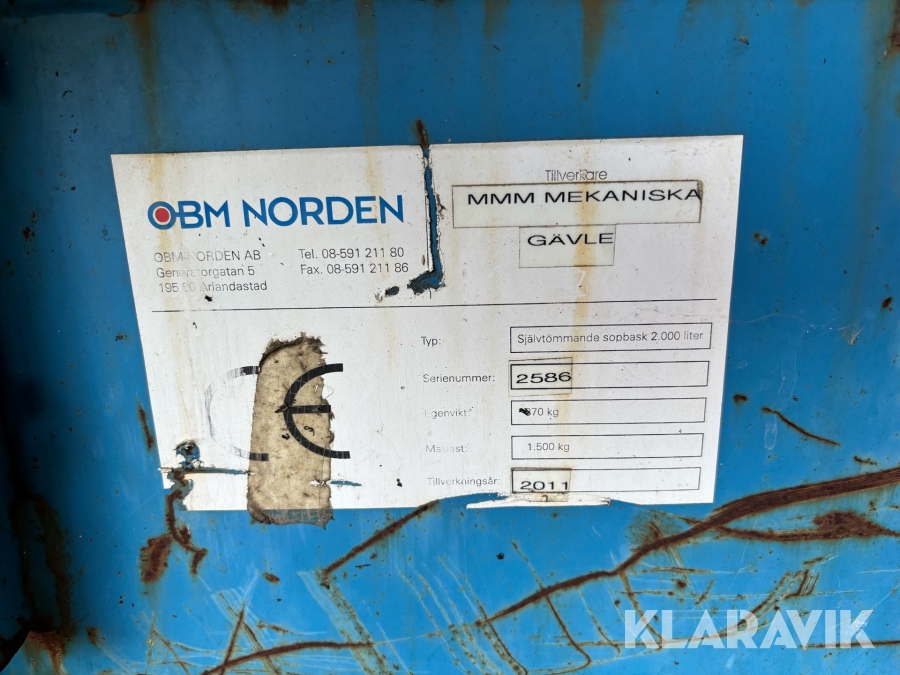 OBM NORDEN
OBM-NORDEN AB
Generatorgatan 5
Arlandastad
Tel. 08-591 211 80
Fax. 08-591 211 86
Tillverkare
MMM MEKANISKA
GÄVLE
CE
Typ: Självtömmande sopbask 2.000 liter
Serienummer: 2586
Egenvikt: kg
Maxlast: 1.500 kg
Tillverkningsår: 2011
KLARAVIK